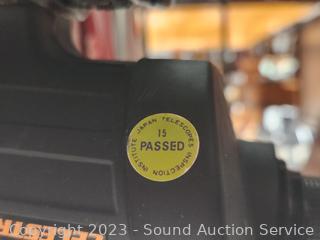 JAPAN TELESCOPES INSPECTION INSTITUTE
15
PASSED
Copyright 2023 - Sound Auction Service